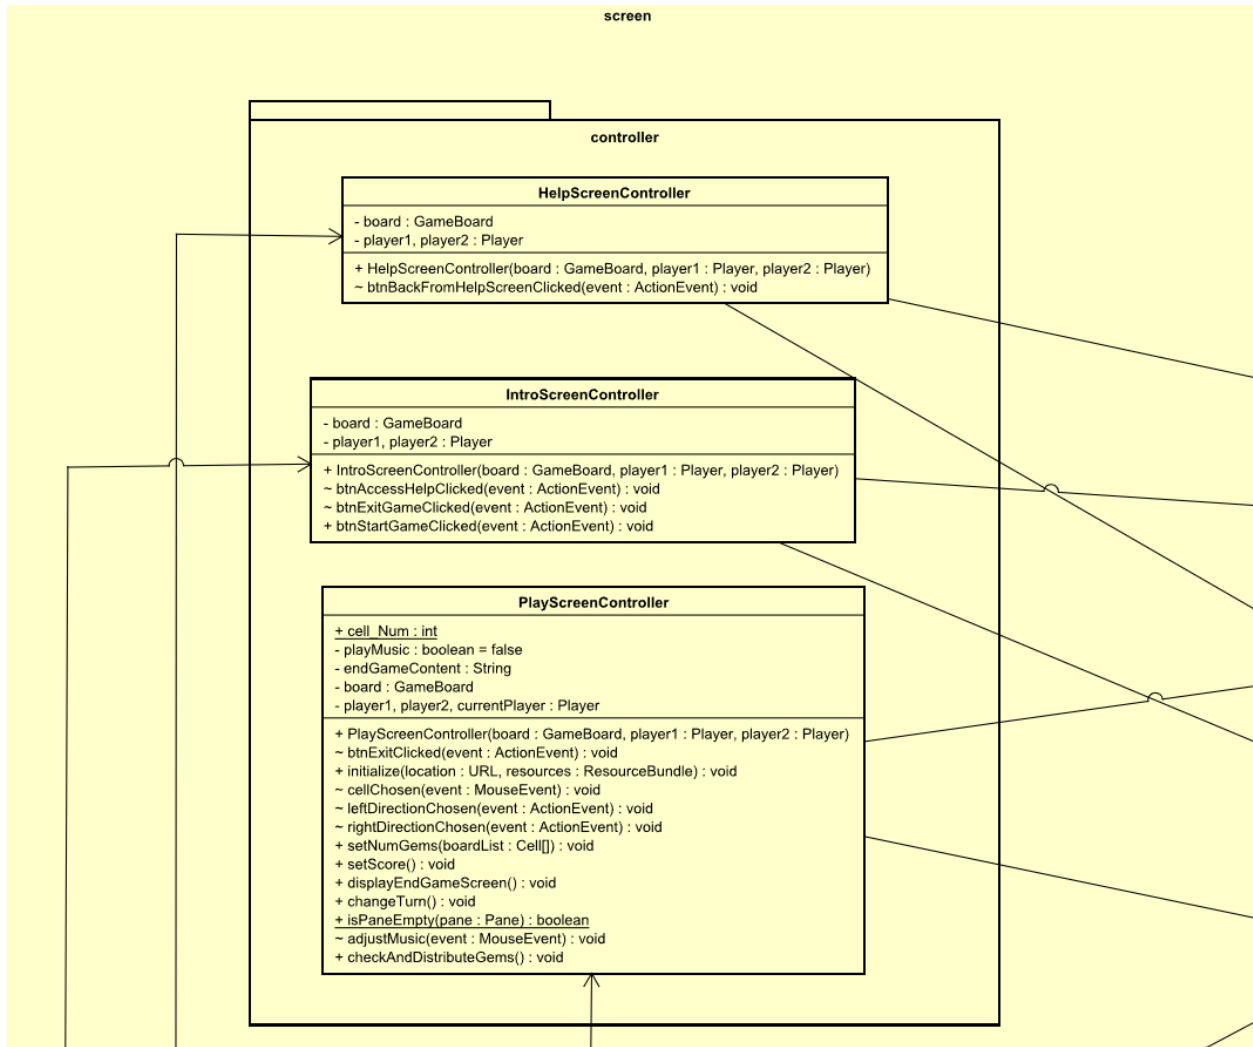 screen
controller
HelpScreenController
- board : GameBoard
- player1, player2 : Player
+ HelpScreenController(board : GameBoard, player1 : Player, player2 : Player)
~ btnBackFromHelpScreenClicked(event : ActionEvent) : void
IntroScreenController
- board : GameBoard
- player1, player2 : Player
+ IntroScreenController(board : GameBoard, player1 : Player, player2 : Player)
~ btnAccessHelpClicked(event : ActionEvent) : void
~ btnExitGameClicked(event : ActionEvent) : void
+ btnStartGameClicked(event : ActionEvent) : void
PlayScreenController
+ cell_Num : int
- playMusic : boolean = false
- endGameContent : String
- board : GameBoard
- player1, player2, currentPlayer : Player
+ PlayScreenController(board : GameBoard, player1 : Player, player2 : Player)
~ btnExitClicked(event : ActionEvent) : void
+ initialize(location : URL, resources : ResourceBundle) : void
~ cellChosen(event : MouseEvent) : void
~ leftDirectionChosen(event : ActionEvent) : void
~ rightDirectionChosen(event : ActionEvent) : void
+ setNumGems(boardList : Cell[]) : void
+ setScore() : void
+ displayEndGameScreen() : void
+ changeTurn() : void
+ isPaneEmpty(pane : Pane) : boolean
~ adjustMusic(event : MouseEvent) : void
+ checkAndDistributeGems() : void